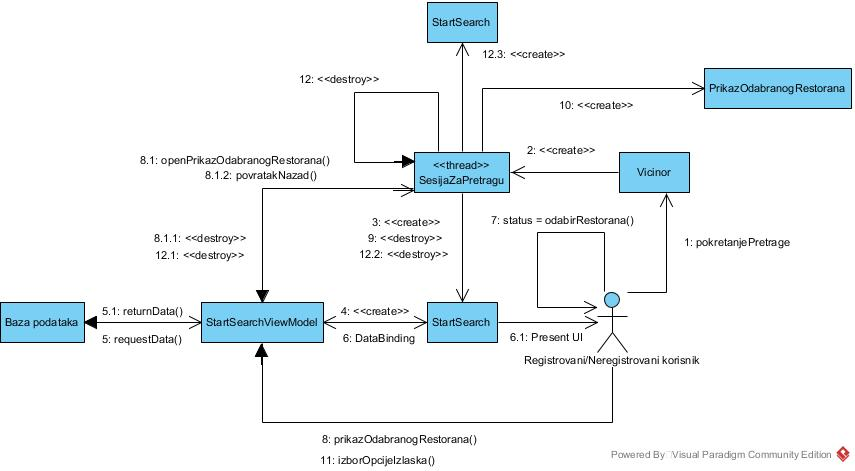 StartSearch
12.3: <<create>>
12: <<destroy>>
PrikazOdabranogRestorana
10: <<create>>
8.1: openPrikazOdabranogRestorana()
8.1.2: povratakNazad()
<<thread>>
SesijaZaPretragu
2: <<create>>
Vicinor
3: <<create>>
9: <<destroy>>
12.2: <<destroy>>
7: status = odabirRestorana()
8.1.1: <<destroy>>
12.1: <<destroy>>
1: pokretanjePretrage
Baza podataka
5.1: returnData()
5: requestData()
StartSearchViewModel
4: <<create>>
6: DataBinding
StartSearch
6.1: Present UI
Registrovani/Neregistrovani korisnik
8: prikazOdabranogRestorana()
11: izborOpcijeIzlaska()
Powered By Visual Paradigm Community Edition